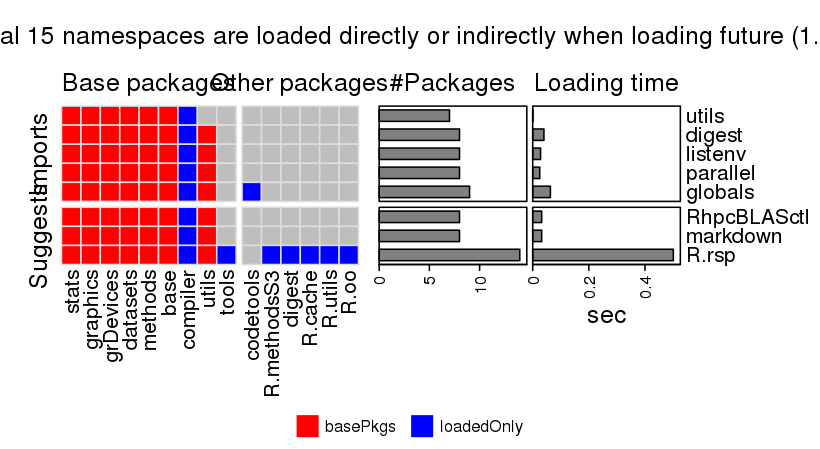 al 15 namespaces are loaded directly or indirectly when loading future (1.
Base packages
Other packages
#Packages
Loading time
Imports
Suggests
utils
digest
listenv
parallel
globals
RhpcBLASctl
markdown
R.rsp
stats
graphics
grDevices
datasets
methods
base
compiler
utils
tools
codetools
R.methodsS3
digest
R.cache
R.utils
R.oo
0
5
10
0
0.2
0.4
sec
basePkgs
loadedOnly